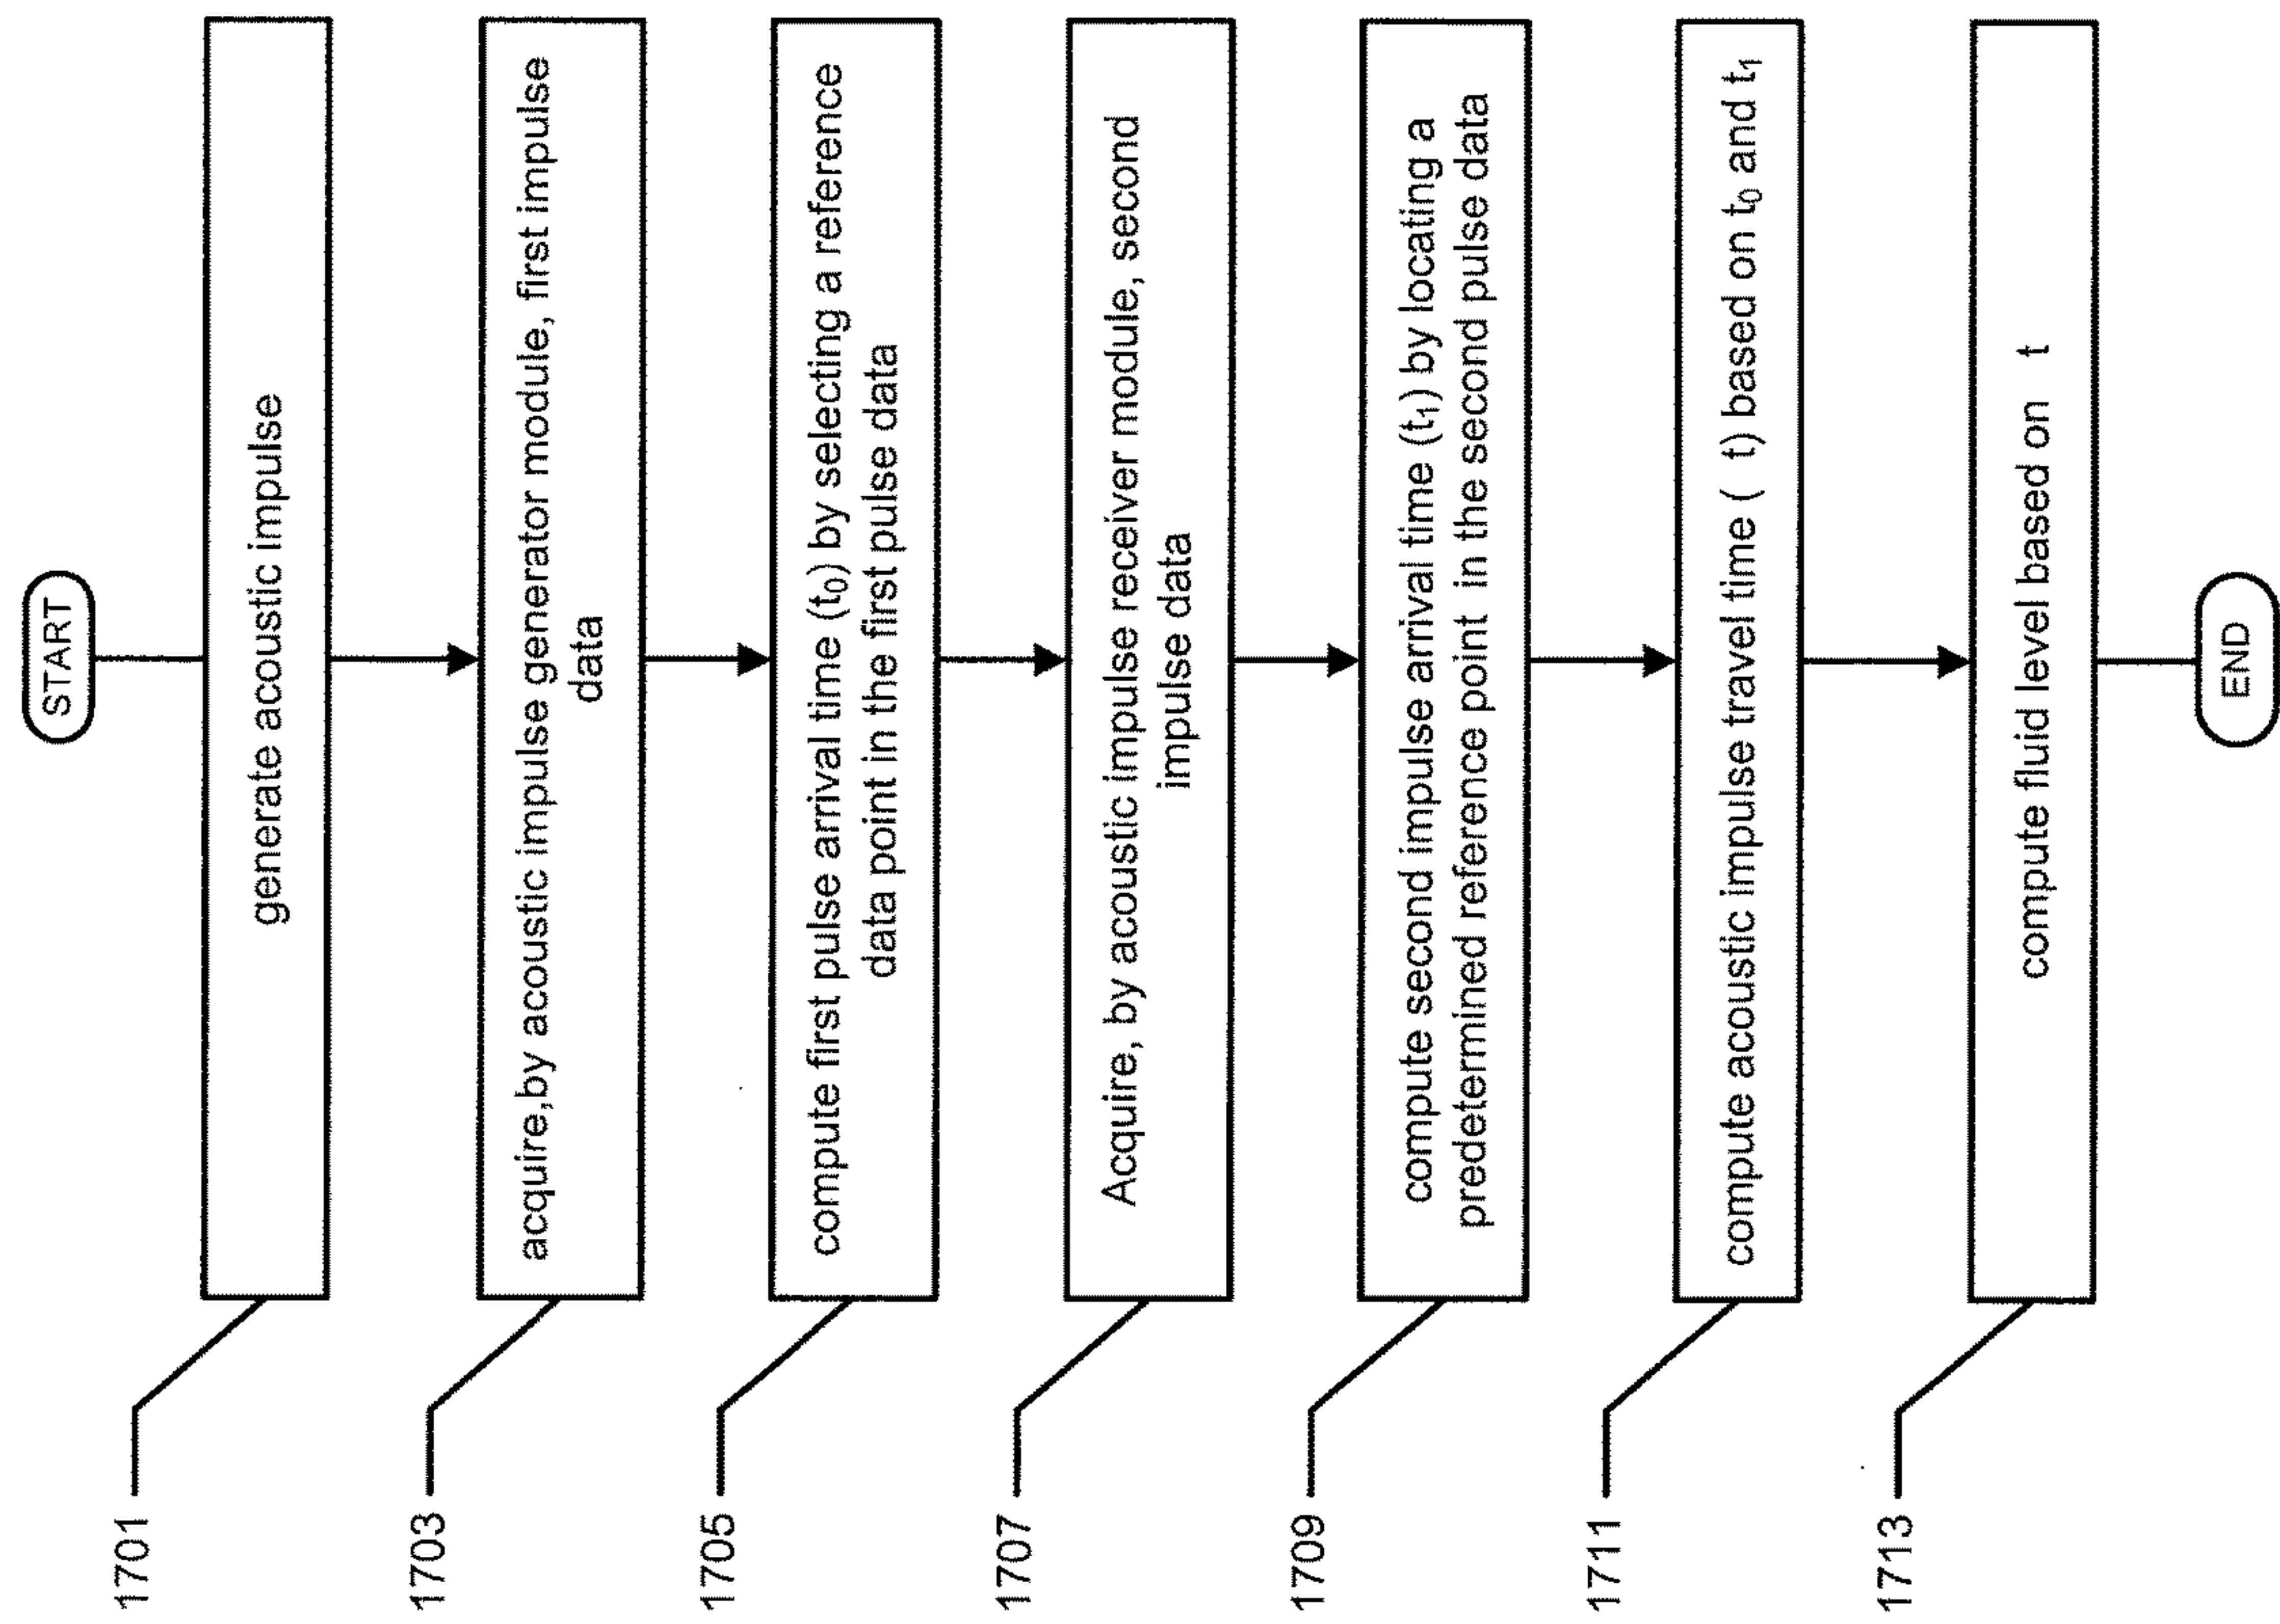 START
1701
generate acoustic impulse
1703
acquire,by acoustic impulse generator module, first impulse
data
1705
compute first pulse arrival time (t₀) by selecting a reference
data point in the first pulse data
1707
Acquire, by acoustic impulse receiver module, second
impulse data
1709
compute second impulse arrival time (t₁) by locating a
predetermined reference point in the second pulse data
1711
compute acoustic impulse travel time ( t) based on t₀ and t₁
1713
compute fluid level based on t
END